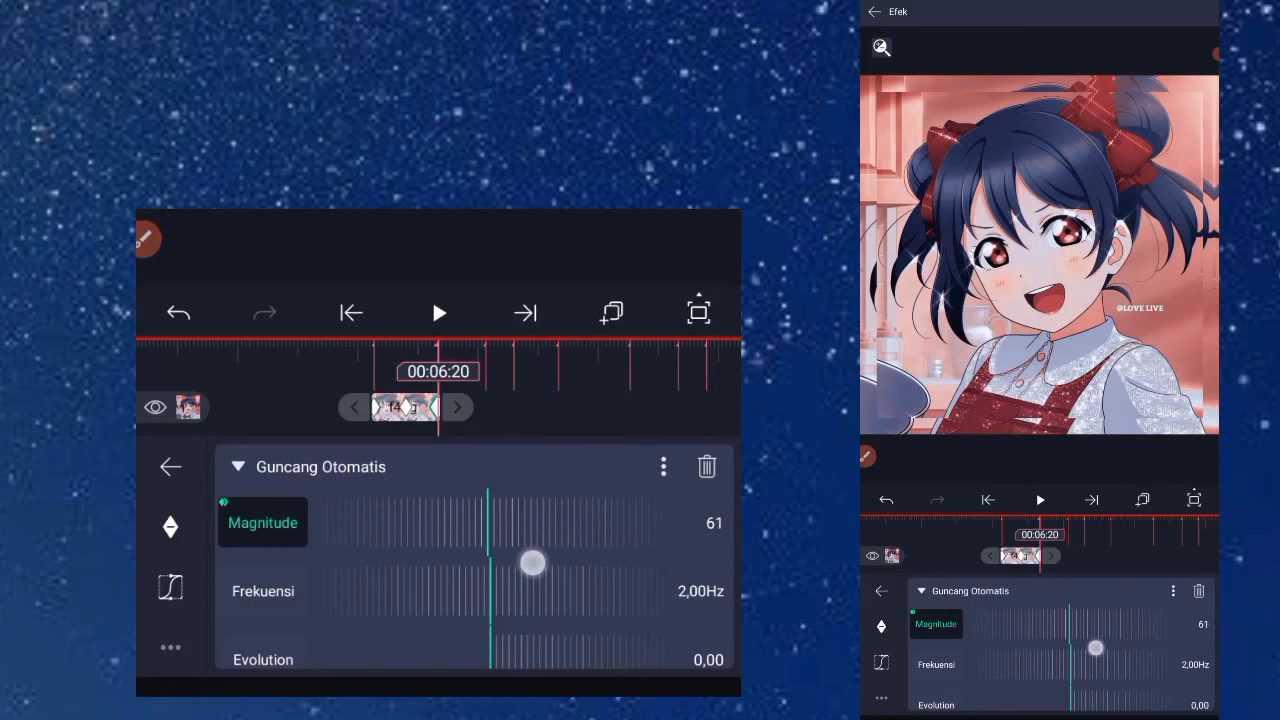 00:06:20
f4 g
Guncang Otomatis
Magnitude
61
Frekuensi
2,00Hz
Evolution
0,00
Efek
@LOVE LIVE
00:06:20
Guncang Otomatis
Magnitude
61
Frekuensi
2,00Hz
Evolution
0,00